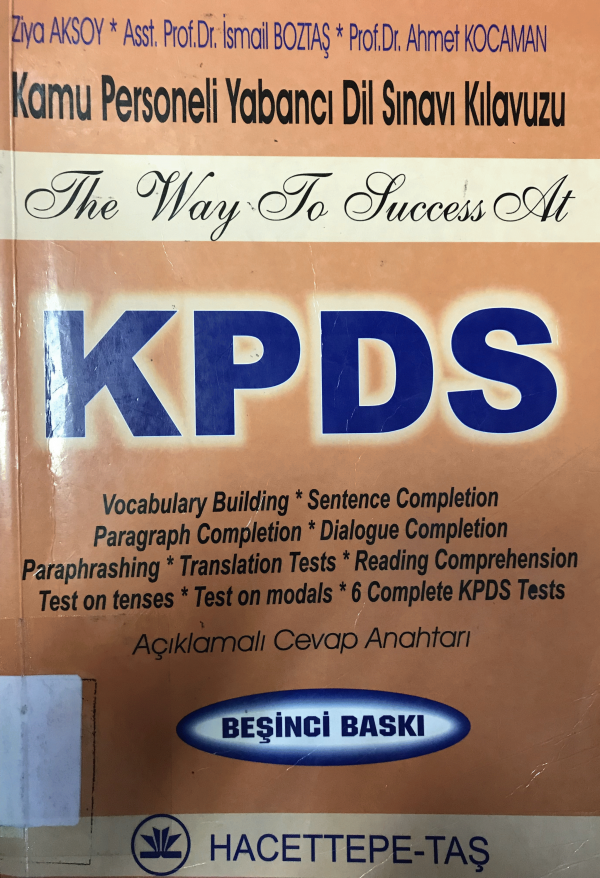 Ziya AKSOY * Asst. Prof.Dr. İsmail BOZTAŞ * Prof.Dr. Ahmet KOCAMAN
Kamu Personeli Yabancı Dil Sınavı Kılavuzu
The Way To Success At
KPDS
Vocabulary Building * Sentence Completion
Paragraph Completion * Dialogue Completion
Paraphrashing * Translation Tests * Reading Comprehension
Test on tenses * Test on modals * 6 Complete KPDS Tests
Açıklamalı Cevap Anahtarı
BEŞİNCİ BASKI
HACETTEPE-TAŞ